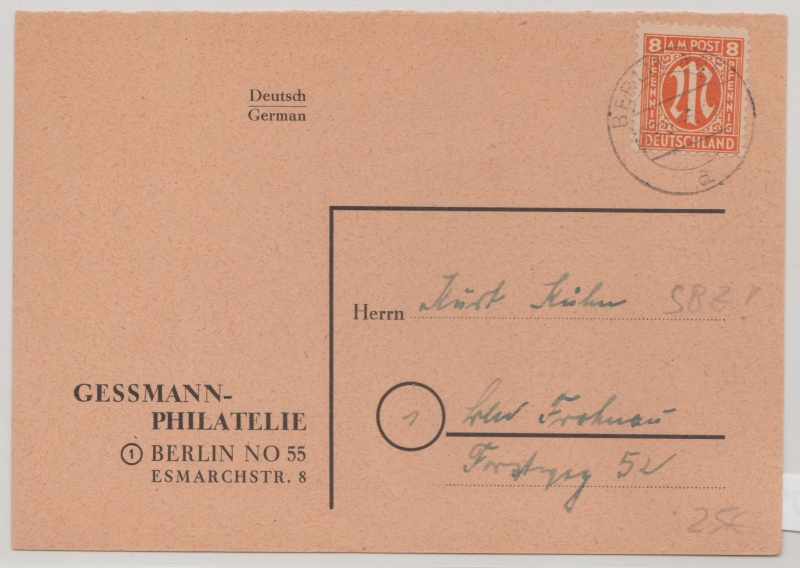 8 AM POST 8
PFENNIG PFENNIG
DEUTSCHLAND
BERLIN
a
Deutsch
German
Herrn Kurt Kühn SBZ!
GESSMANN-
PHILATELIE
1 BERLIN NO 55
ESMARCHSTR. 8
1 Bln Frohnau
Forstweg 52
25€